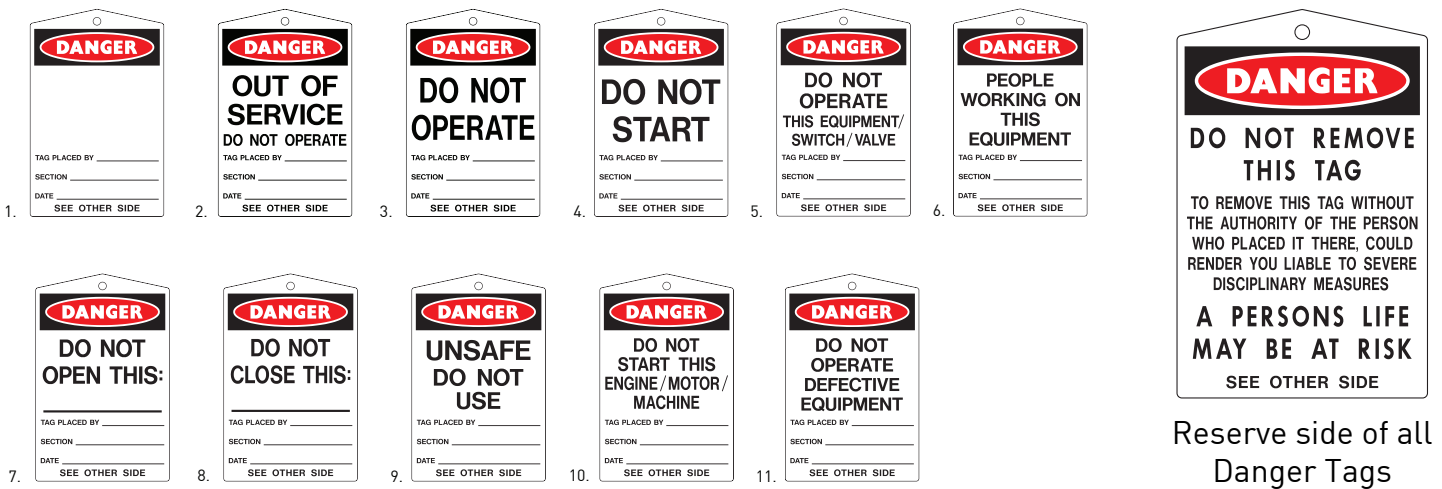 DANGER
TAG PLACED BY
SECTION
DATE
SEE OTHER SIDE
1.
DANGER
OUT OF
SERVICE
DO NOT OPERATE
TAG PLACED BY
SECTION
DATE
SEE OTHER SIDE
2.
DANGER
DO NOT
OPERATE
TAG PLACED BY
SECTION
DATE
SEE OTHER SIDE
3.
DANGER
DO NOT
START
TAG PLACED BY
SECTION
DATE
SEE OTHER SIDE
4.
DANGER
DO NOT
OPERATE
THIS EQUIPMENT/
SWITCH/VALVE
TAG PLACED BY
SECTION
DATE
SEE OTHER SIDE
5.
DANGER
PEOPLE
WORKING ON
THIS
EQUIPMENT
TAG PLACED BY
SECTION
DATE
SEE OTHER SIDE
6.
DANGER
DO NOT
OPEN THIS:
TAG PLACED BY
SECTION
DATE
SEE OTHER SIDE
7.
DANGER
DO NOT
CLOSE THIS:
TAG PLACED BY
SECTION
DATE
SEE OTHER SIDE
8.
DANGER
UNSAFE
DO NOT
USE
TAG PLACED BY
SECTION
DATE
SEE OTHER SIDE
9.
DANGER
DO NOT
START THIS
ENGINE/MOTOR/
MACHINE
TAG PLACED BY
SECTION
DATE
SEE OTHER SIDE
10.
DANGER
DO NOT
OPERATE
DEFECTIVE
EQUIPMENT
TAG PLACED BY
SECTION
DATE
SEE OTHER SIDE
11.
DANGER
DO NOT REMOVE
THIS TAG
TO REMOVE THIS TAG WITHOUT
THE AUTHORITY OF THE PERSON
WHO PLACED IT THERE, COULD
RENDER YOU LIABLE TO SEVERE
DISCIPLINARY MEASURES
A PERSONS LIFE
MAY BE AT RISK
SEE OTHER SIDE
Reserve side of all
Danger Tags